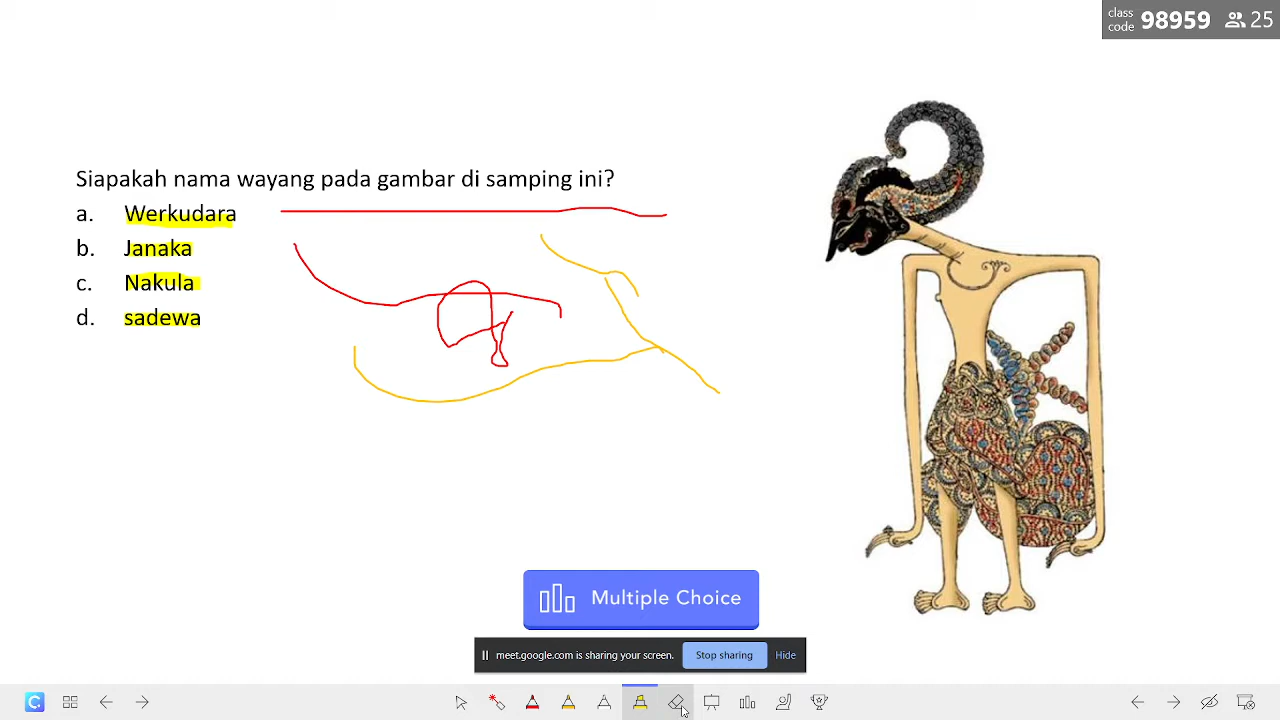 class
code 98959 25
Siapakah nama wayang pada gambar di samping ini?
a. Werkudara
b. Janaka
c. Nakula
d. sadewa
Multiple Choice
meet.google.com is sharing your screen. Stop sharing Hide